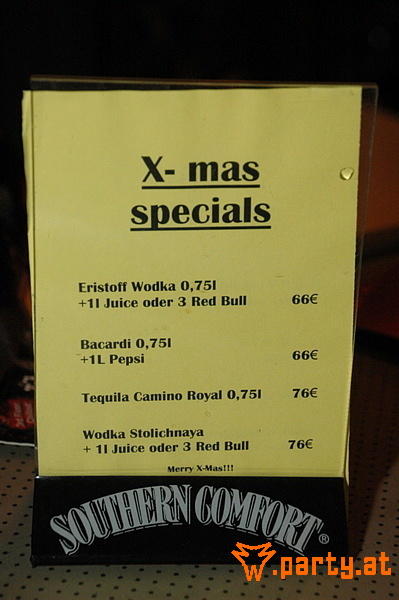 X- mas
specials
Eristoff Wodka 0,75l
+1l Juice oder 3 Red Bull 66€
Bacardi 0,75l
+1L Pepsi 66€
Tequila Camino Royal 0,75l 76€
Wodka Stolichnaya
+ 1l Juice oder 3 Red Bull 76€
Merry X-Mas!!!
SOUTHERN COMFORT®
.party.at